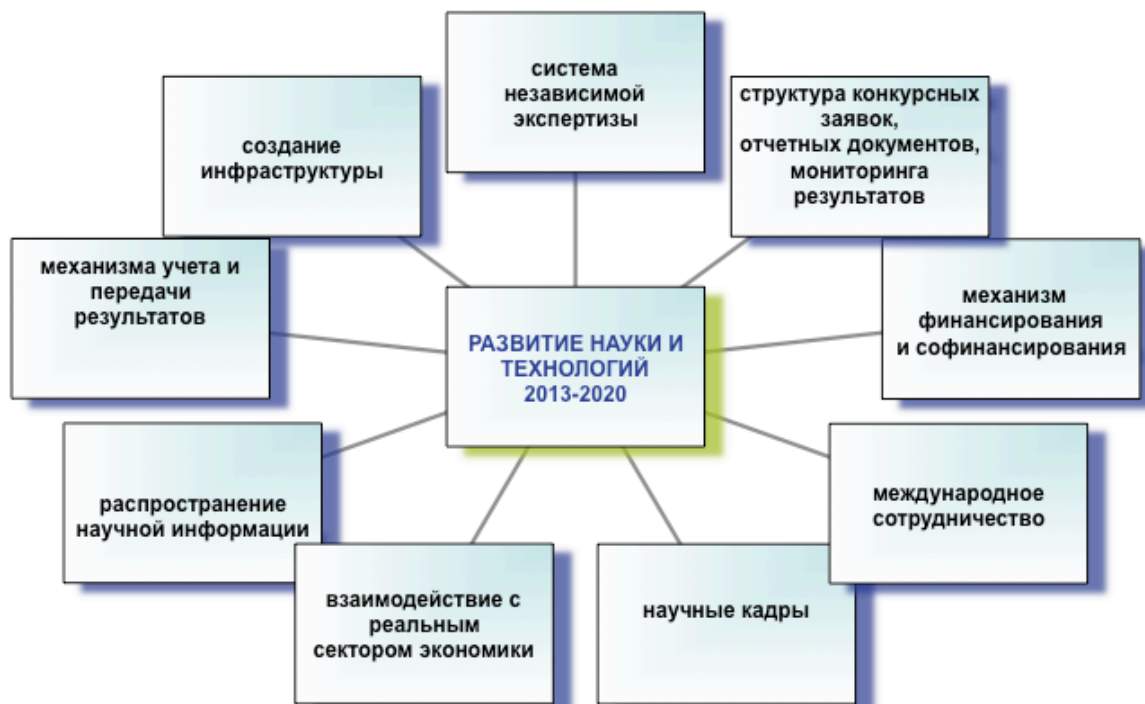 система
независимой
экспертизы
структура конкурсных
заявок,
отчетных документов,
мониторинга
результатов
создание
инфраструктуры
механизма учета и
передачи
результатов
механизм
финансирования
и софинансирования
РАЗВИТИЕ НАУКИ И
ТЕХНОЛОГИЙ
2013-2020
распространение
научной информации
международное
сотрудничество
взаимодействие с
реальным
сектором экономики
научные кадры